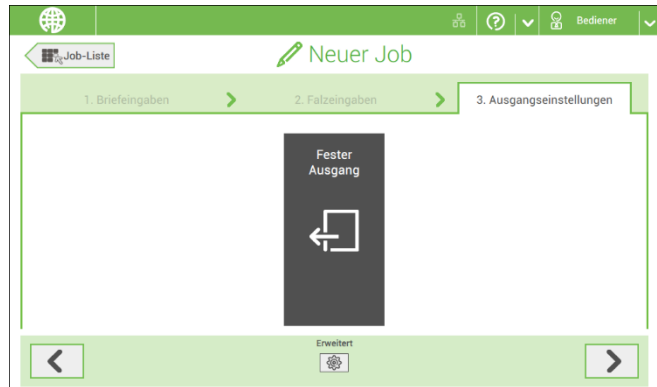 Bediener
Job-Liste
Neuer Job
1. Briefeingaben
2. Falzeingaben
3. Ausgangseinstellungen
Fester
Ausgang
Erweitert